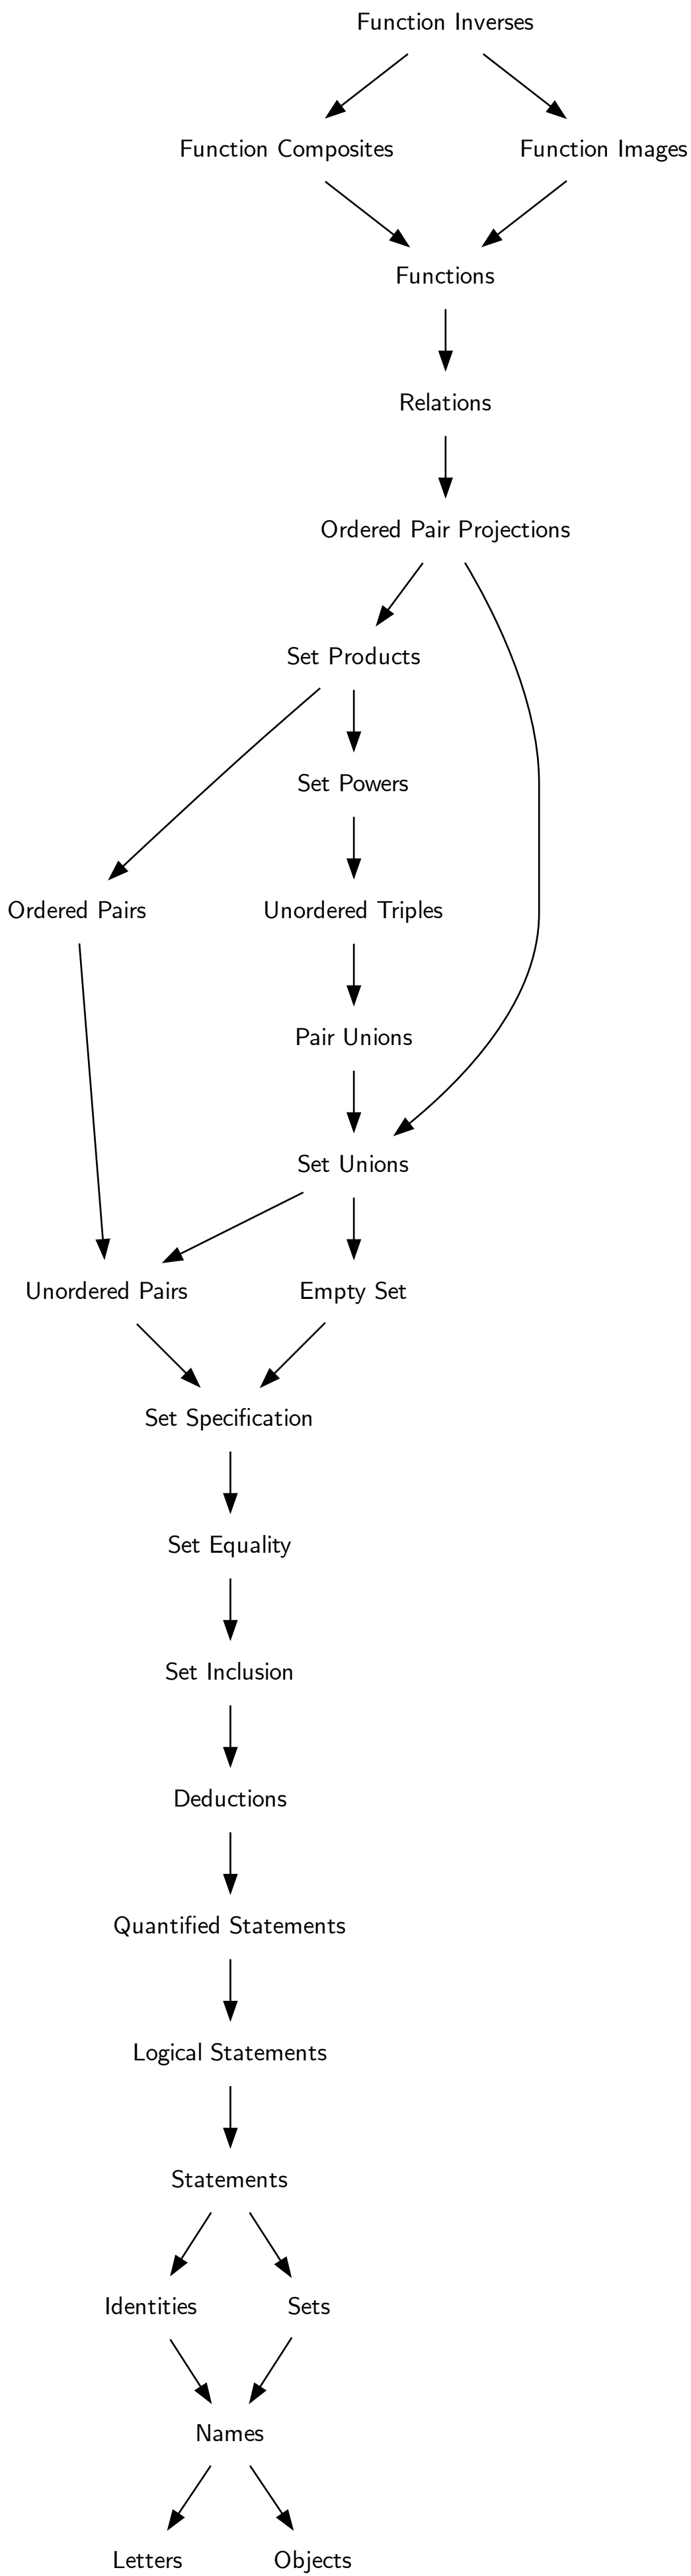 Function Inverses
Function Composites
Function Images
Functions
Relations
Ordered Pair Projections
Set Products
Set Powers
Ordered Pairs
Unordered Triples
Pair Unions
Set Unions
Unordered Pairs
Empty Set
Set Specification
Set Equality
Set Inclusion
Deductions
Quantified Statements
Logical Statements
Statements
Identities
Sets
Names
Letters
Objects